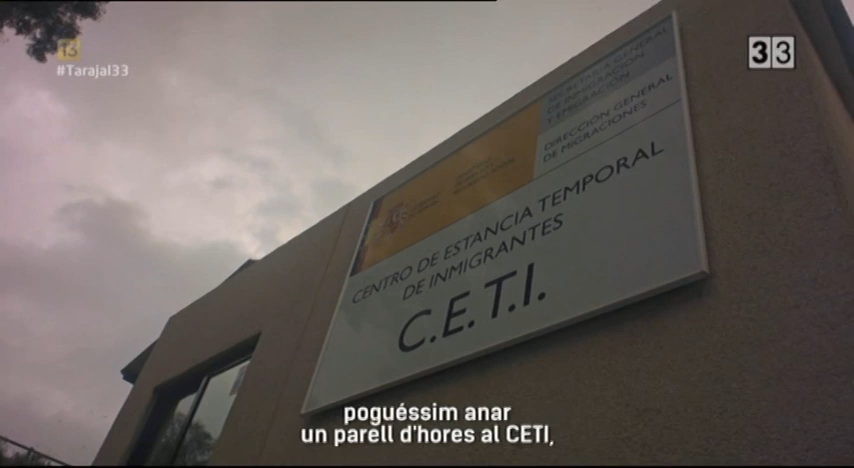 13
#Tarajal33
33
SECRETARÍA GENERAL
DE INMIGRACIÓN
Y EMIGRACIÓN
DIRECCIÓN GENERAL
DE MIGRACIONES
CENTRO DE ESTANCIA TEMPORAL
DE INMIGRANTES
C.E.T.I.
poguéssim anar
un parell d'hores al CETI,